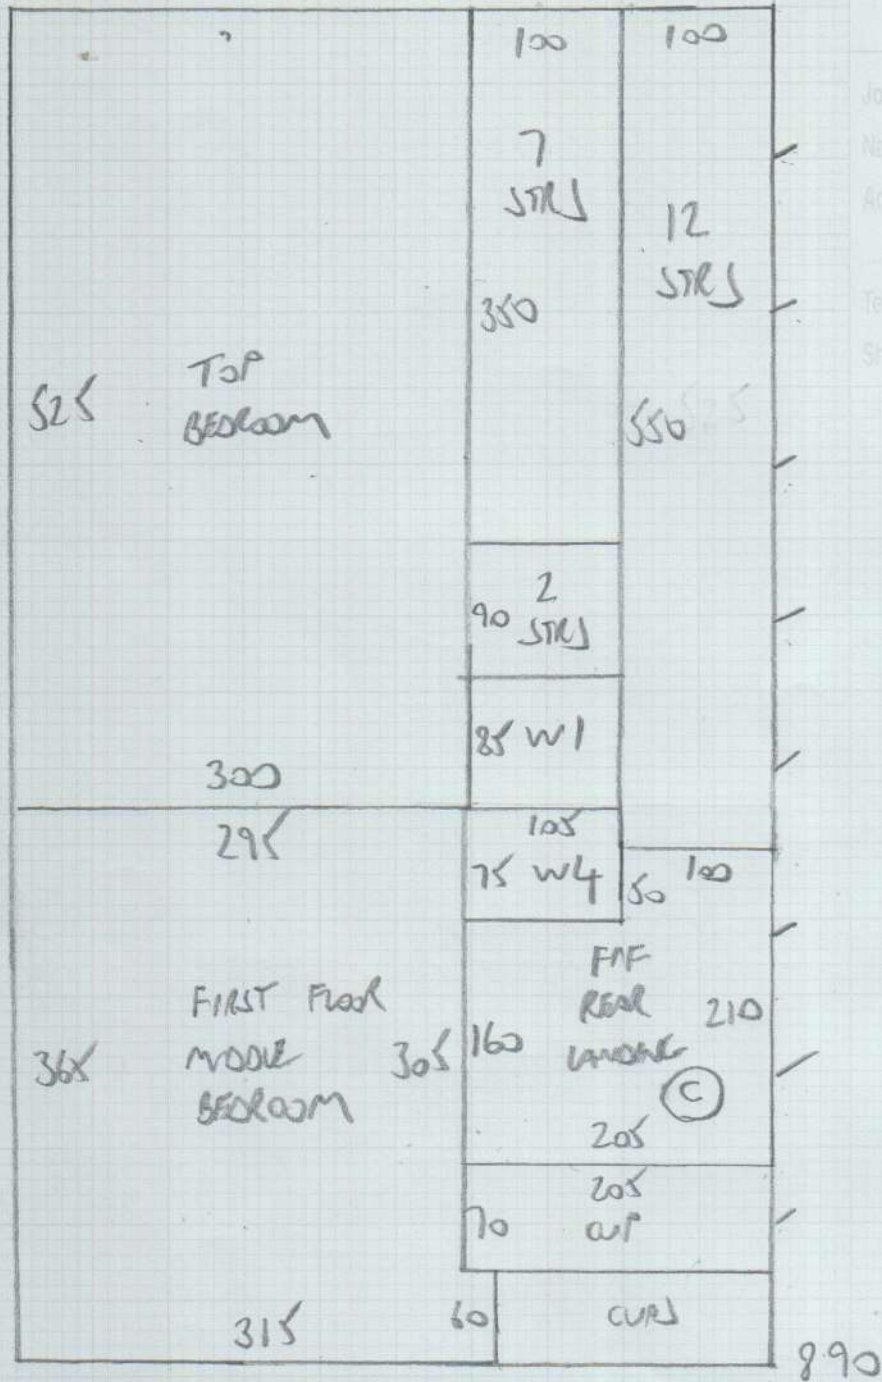 100 100
7
STRS
12
STRS
350
525 TOP
BEDROOM
550
2
90 STRS
85 W1
300
295 105
75 W4
50 100
FIRST FLOOR
MIDDLE
BEDROOM
365 305
FNF
REAR
LANDING
160 210
C
205
205
70 CUP
315 60 CUPS
8.90